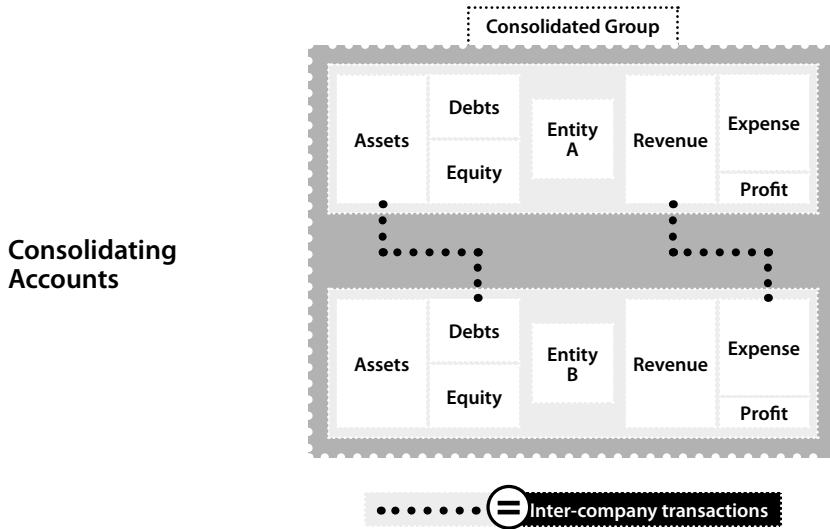 Consolidated Group
Assets
Debts
Equity
Entity
A
Revenue
Expense
Profit
Consolidating
Accounts
Assets
Debts
Equity
Entity
B
Revenue
Expense
Profit
= Inter-company transactions